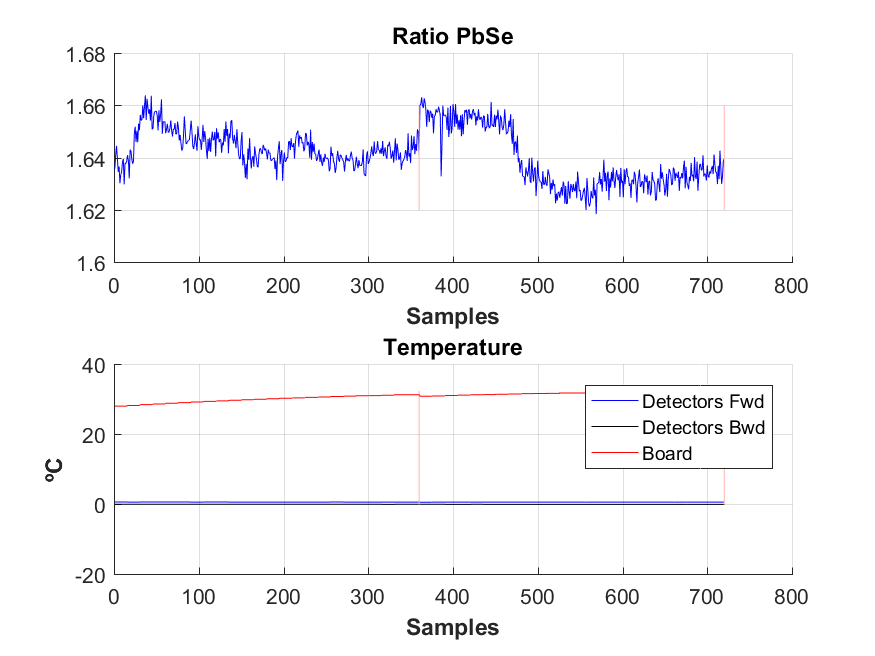 Ratio PbSe
1.68
1.66
1.64
1.62
1.6
0 100 200 300 400 500 600 700 800
Samples
Temperature
40
20
0
-20
ºC
Detectors Fwd
Detectors Bwd
Board
0 100 200 300 400 500 600 700 800
Samples